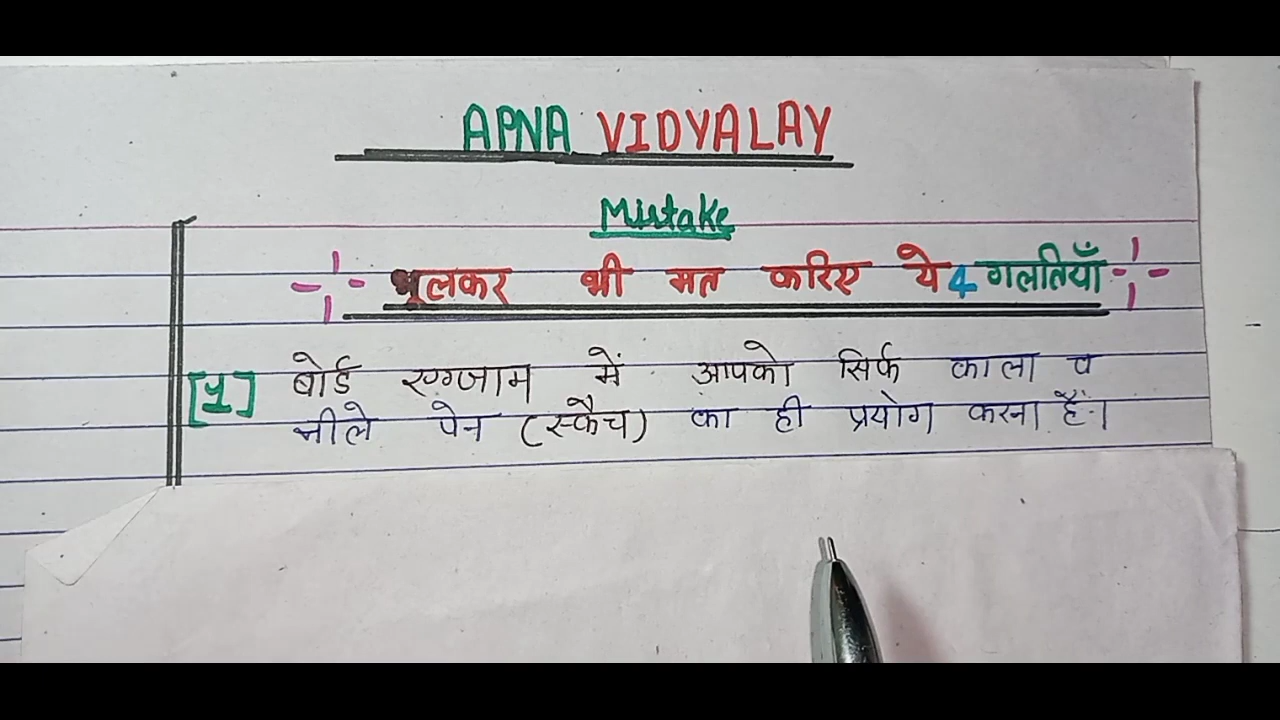 APNA VIDYALAY
Mistake
भूलकर भी मत करिए ये 4 गलतियाँ
[1] बोर्ड एग्जाम में आपको सिर्फ काला व
नीले पेन (स्कैच) का ही प्रयोग करना हैं।